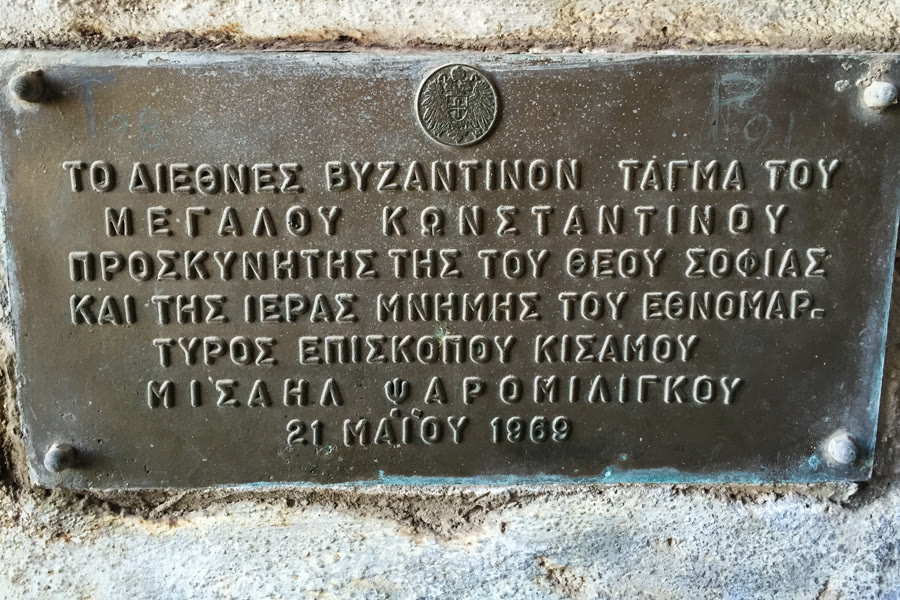 ΤΟ ΔΙΕΘΝΕΣ ΒΥΖΑΝΤΙΝΟΝ ΤΑΓΜΑ ΤΟΥ
ΜΕΓΑΛΟΥ ΚΩΝΣΤΑΝΤΙΝΟΥ
ΠΡΟΣΚΥΝΗΤΗΣ ΤΗΣ ΤΟΥ ΘΕΟΥ ΣΟΦΙΑΣ
ΚΑΙ ΤΗΣ ΙΕΡΑΣ ΜΝΗΜΗΣ ΤΟΥ ΕΘΝΟΜΑΡ-
ΤΥΡΟΣ ΕΠΙΣΚΟΠΟΥ ΚΙΣΑΜΟΥ
ΜΙΣΑΗΛ ΨΑΡΟΜΙΛΙΓΚΟΥ
21 ΜΑΪΟΥ 1969